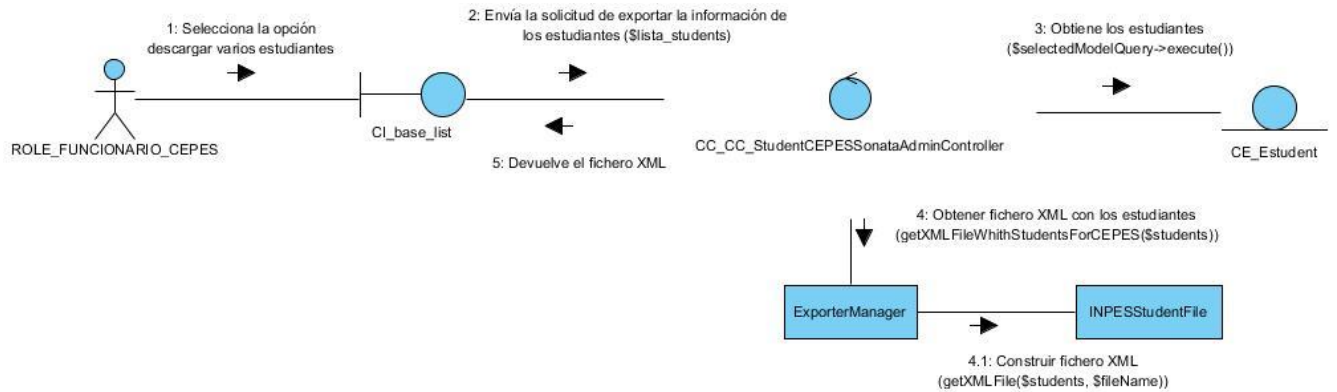 1: Selecciona la opción
descargar varios estudiantes
2: Envía la solicitud de exportar la información de
los estudiantes ($lista_students)
3: Obtiene los estudiantes
($selectedModelQuery->execute())
ROLE_FUNCIONARIO_CEPES
CI_base_list
5: Devuelve el fichero XML
CC_CC_StudentCEPESSonataAdminController
CE_Estudent
4: Obtener fichero XML con los estudiantes
(getXMLFileWhithStudentsForCEPES($students))
ExporterManager
INPESStudentFile
4.1: Construir fichero XML
(getXMLFile($students, $fileName))